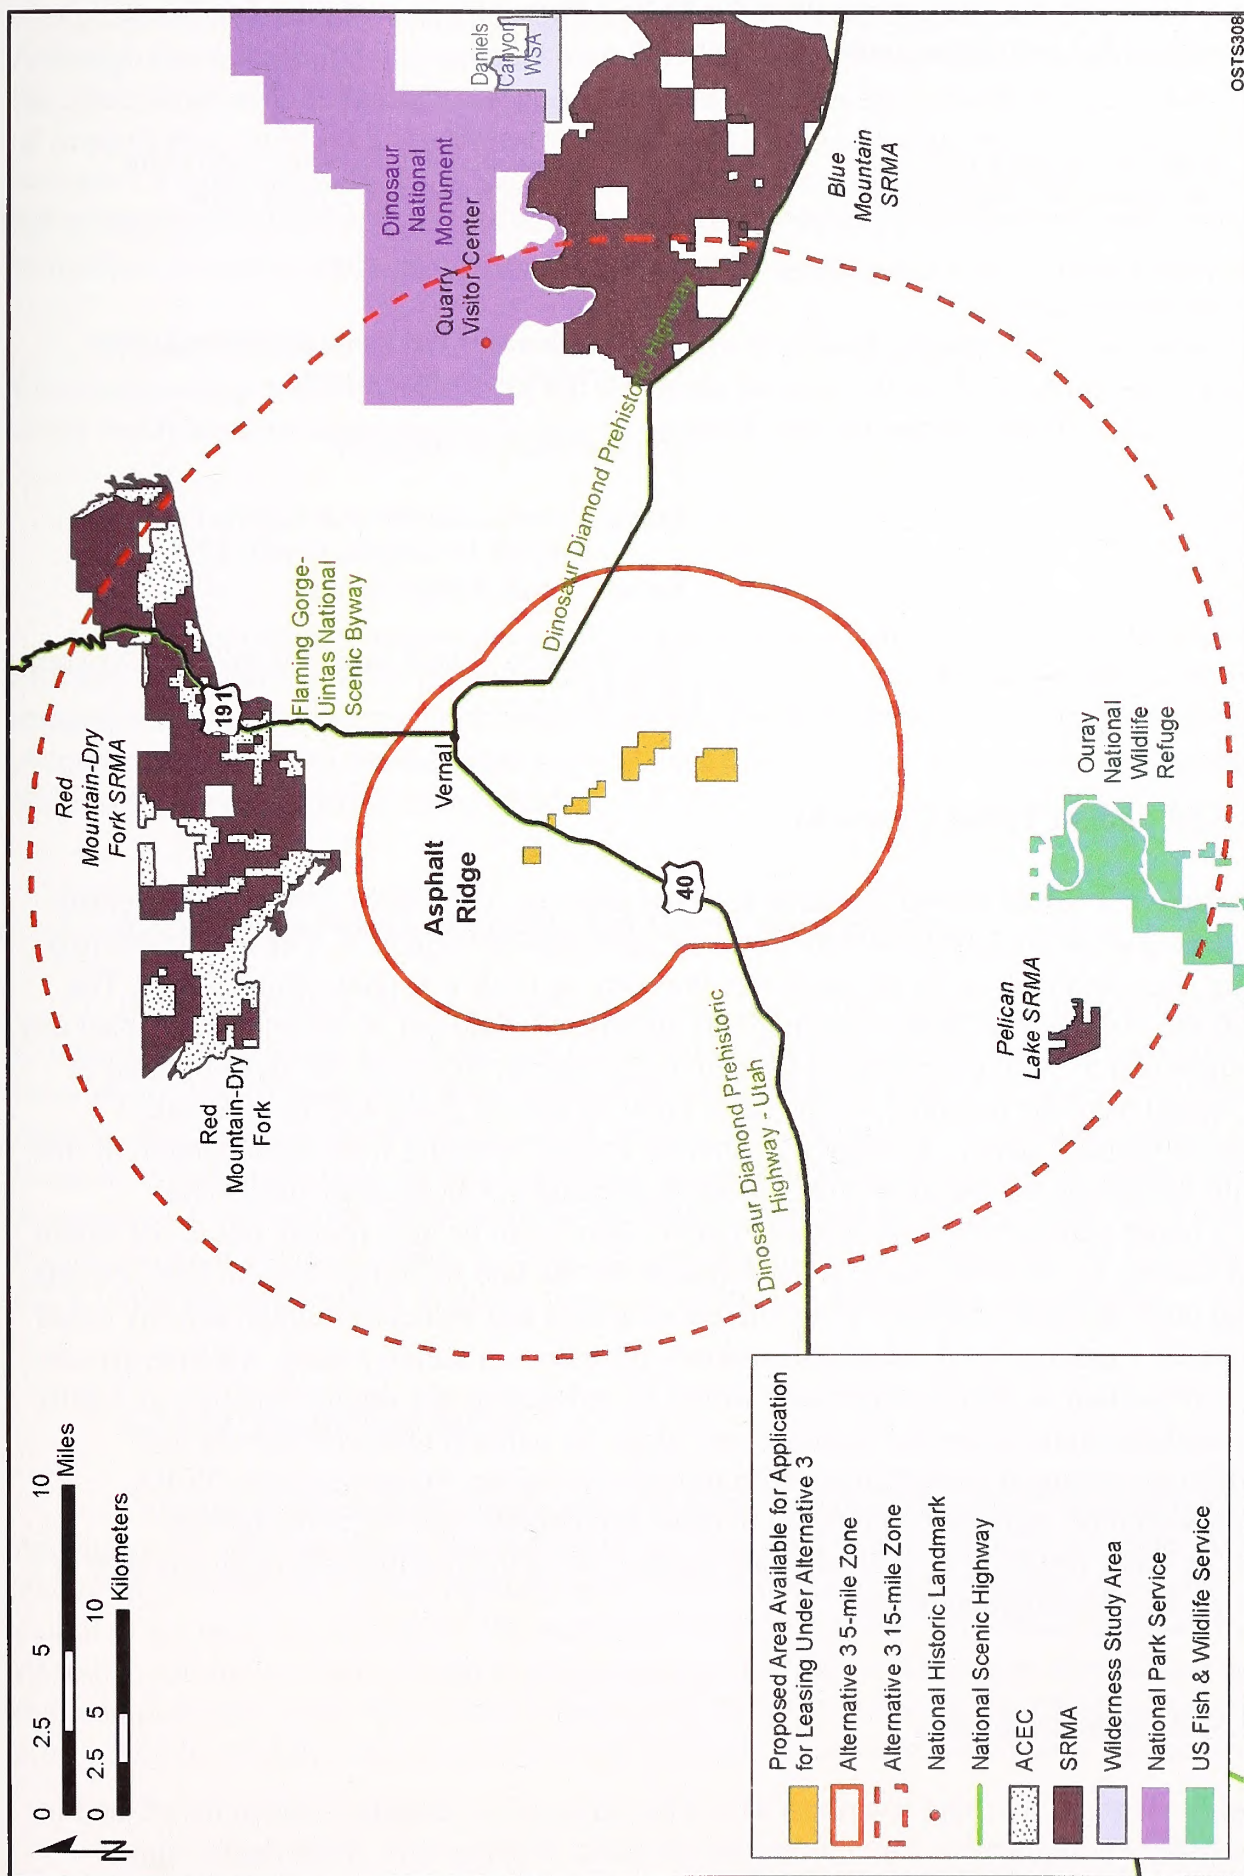 0 2.5 5 10
Miles
0 2.5 5 10
Kilometers
N
Red
Mountain-Dry
Fork SRMA
Red
Mountain-Dry
Fork
191
Flaming Gorge-
Uintas National
Scenic Byway
Daniels
Canyon
WSA
Dinosaur
National
Monument
Quarry
Visitor Center
Vernal
Asphalt
Ridge
40
Dinosaur Diamond Prehistoric Highway
Blue
Mountain
SRMA
Dinosaur Diamond Prehistoric
Highway - Utah
Pelican
Lake SRMA
Ouray
National
Wildlife
Refuge
Proposed Area Available for Application
for Leasing Under Alternative 3
Alternative 3 5-mile Zone
Alternative 3 15-mile Zone
National Historic Landmark
National Scenic Highway
ACEC
SRMA
Wilderness Study Area
National Park Service
US Fish & Wildlife Service